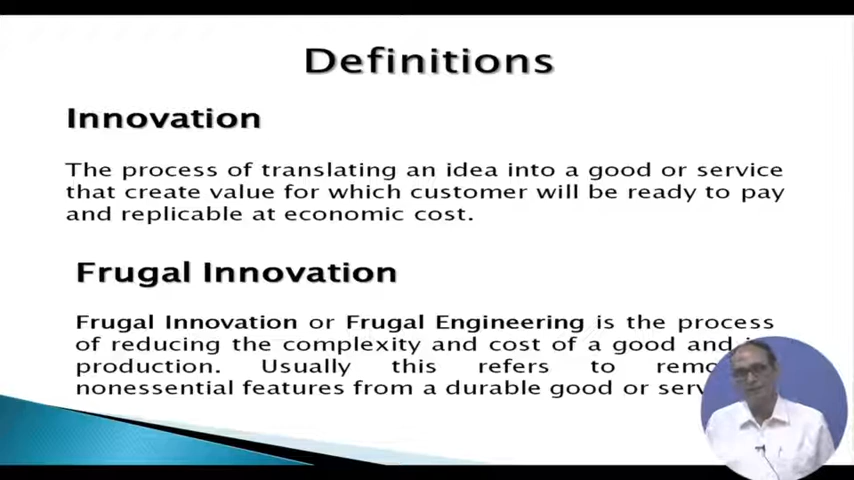 Definitions
Innovation
The process of translating an idea into a good or service
that create value for which customer will be ready to pay
and replicable at economic cost.
Frugal Innovation
Frugal Innovation or Frugal Engineering is the process
of reducing the complexity and cost of a good and
production. Usually this refers to
nonessential features from a durable good or